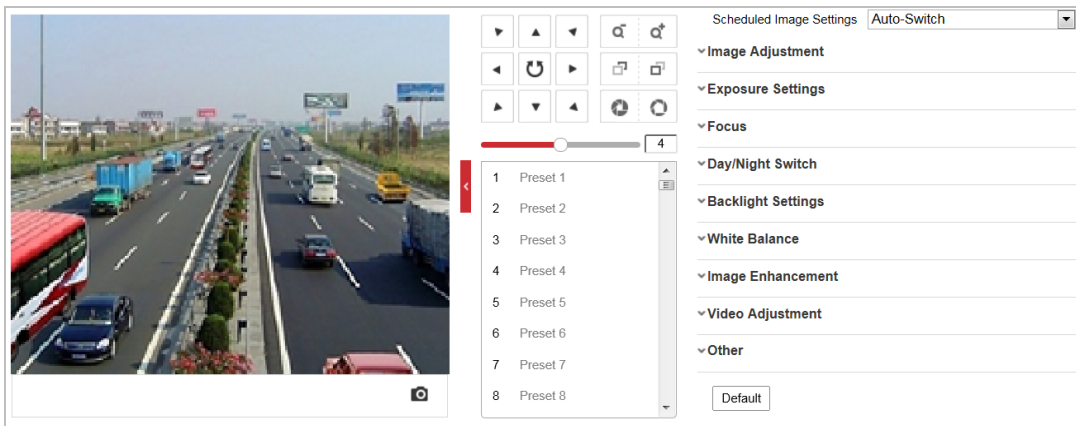 Scheduled Image Settings Auto-Switch
Image Adjustment
Exposure Settings
Focus
Day/Night Switch
Backlight Settings
White Balance
Image Enhancement
Video Adjustment
Other
Default
4
1 Preset 1
2 Preset 2
3 Preset 3
4 Preset 4
5 Preset 5
6 Preset 6
7 Preset 7
8 Preset 8